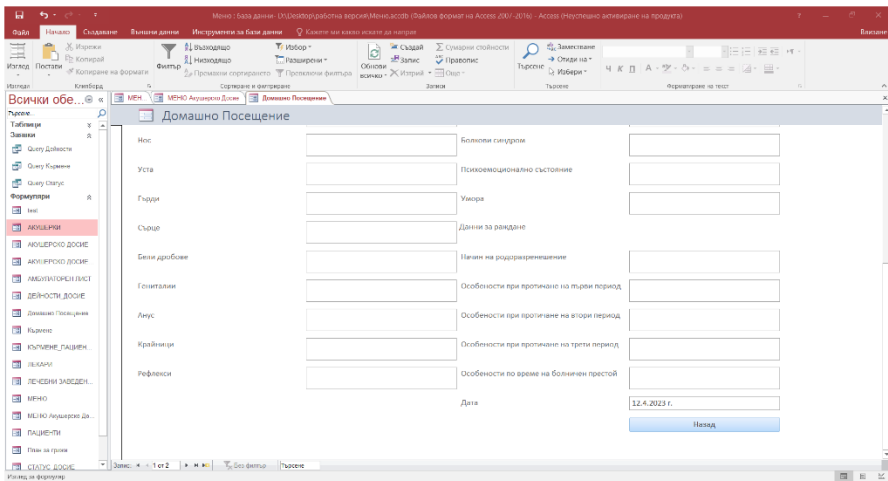 Меню : База данни- D:\Desktop\работна версия\Меню.accdb (Файлов формат на Access 2007 -2016) - Access (Неуспешно активиране на продукта)
Файл Начало Създаване Външни данни Инструменти за бази данни Кажете ми какво искате да направ Влизане
Изглед Постави Изрежи Копирай Копиране на формати
Филтър Възходящо Низходящо Премахни сортирането Избор Разширени Превключи филтъра
Обнови всичко Създай Запис Изтрий Сумарни стойности Правопис Още
Търсене Заместване Отиди на Избери
Ч К П
Изгледи Клипборд Сортиране и филтриране Записи Търсене Форматиране на текст
Всички обе...
Търсене...
Таблици
Заявки
Query Дейности
Query Кърмене
Query Статус
Формуляри
test
АКУШЕРКИ
АКУШЕРСКО ДОСИЕ
АКУШЕРСКО ДОСИЕ
АМБУЛАТОРЕН ЛИСТ
ДЕЙНОСТИ_ДОСИЕ
Домашно Посещение
Кърмене
КЪРМЕНЕ_ПАЦИЕН...
ЛЕКАРИ
ЛЕЧЕБНИ ЗАВЕДЕН...
МЕНЮ
МЕНЮ Акушерско До...
ПАЦИЕНТИ
План за грижи
СТАТУС_ДОСИЕ
МЕН МЕНЮ Акушерско Досие Домашно Посещение
Домашно Посещение
Нос Болкови синдром
Уста Психоемоционално състояние
Гърди Умора
Сърце Данни за раждане
Бели дробове Начин на родоразрешение
Гениталии Особености при протичане на първи период
Анус Особености при протичане на втори период
Крайници Особености при протичане на трети период
Рефлекси Особености по време на болничен престой
Дата 12.4.2023 г.
Назад
Запис: 1 от 2 Без филтър Търсене
Изглед за формуляр